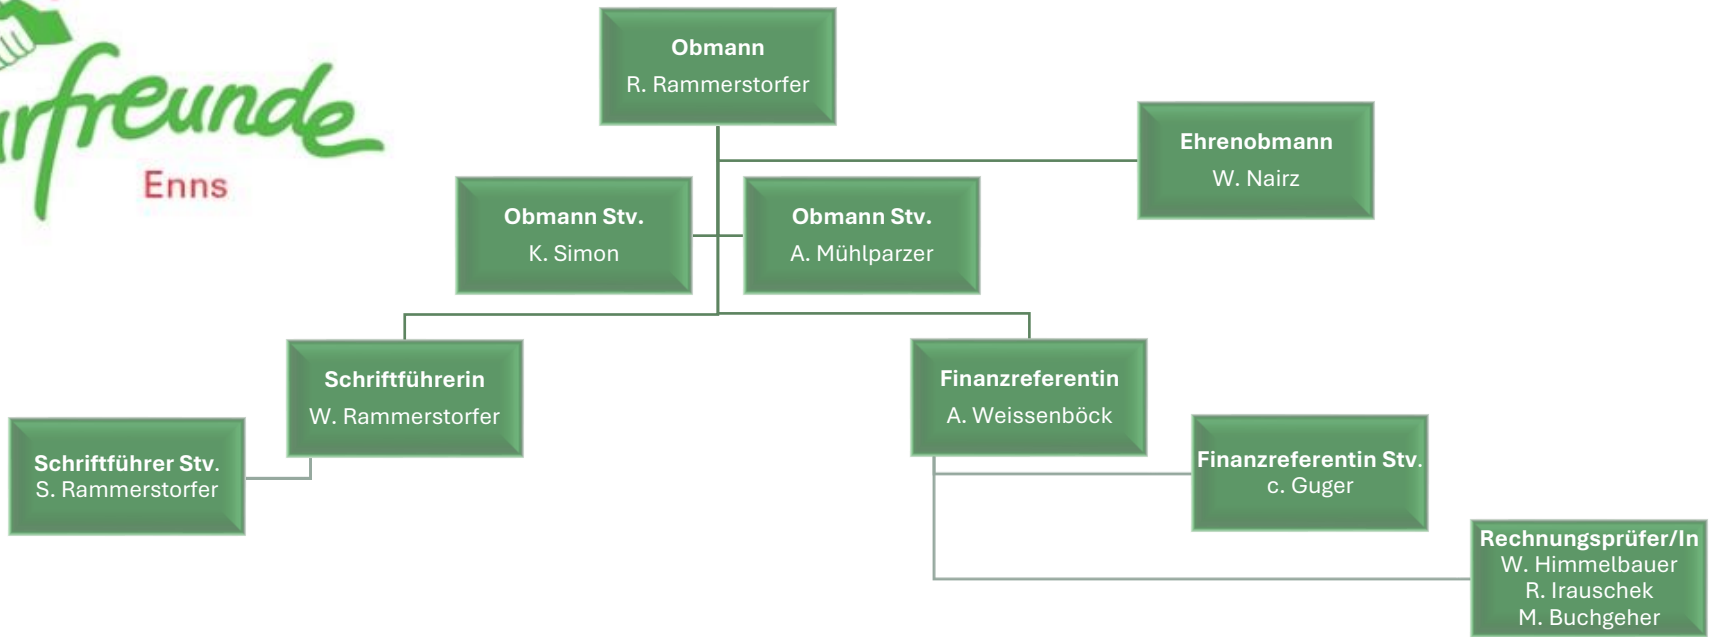 Enns
Obmann
R. Rammerstorfer
Ehrenobmann
W. Nairz
Obmann Stv.
K. Simon
Obmann Stv.
A. Mühlparzer
Schriftführerin
W. Rammerstorfer
Finanzreferentin
A. Weissenböck
Schriftführer Stv.
S. Rammerstorfer
Finanzreferentin Stv.
c. Guger
Rechnungsprüfer/In
W. Himmelbauer
R. Irauschek
M. Buchgeher